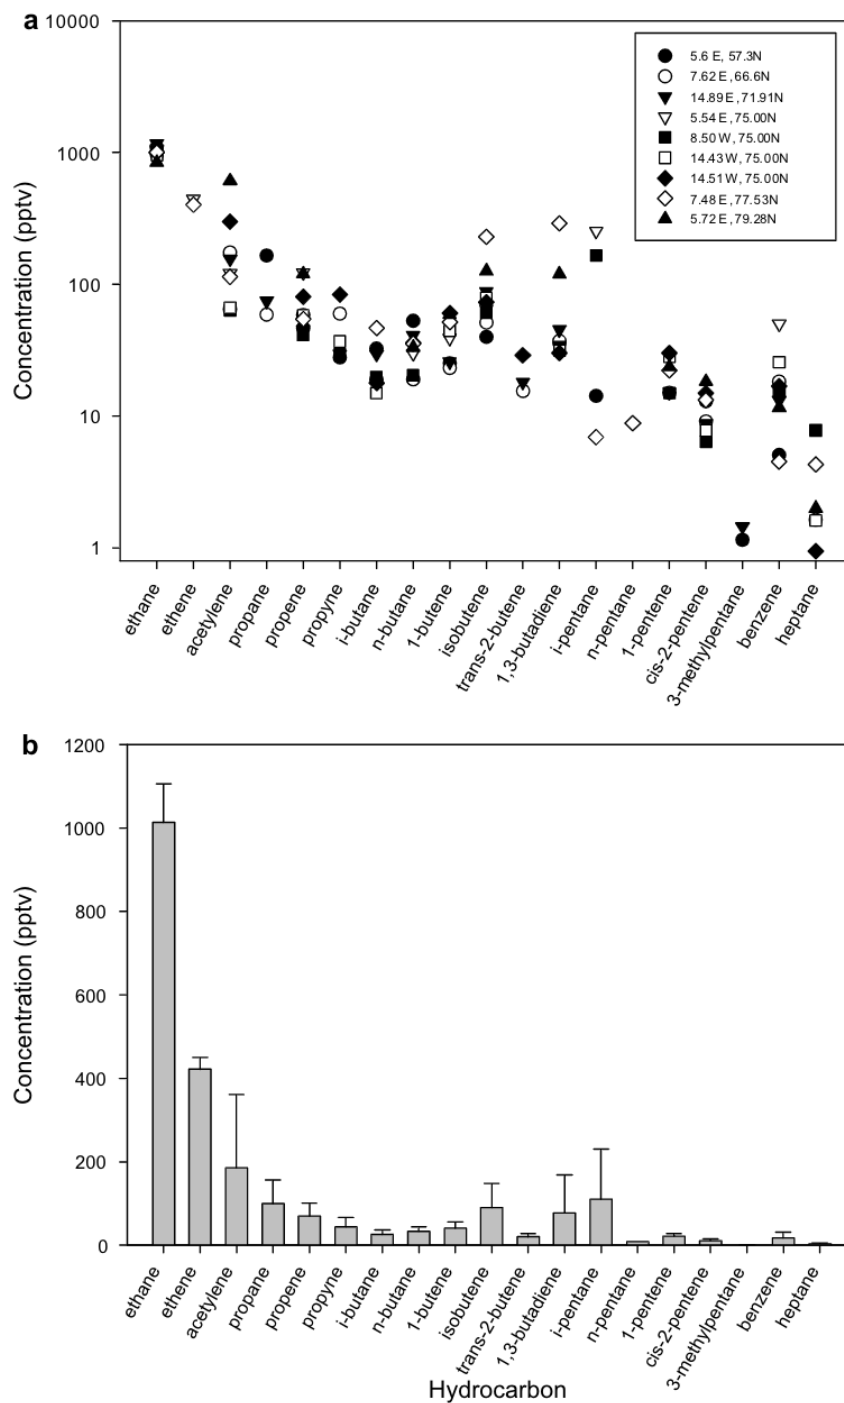 a
10000
1000
100
10
1
Concentration (pptv)
5.6 E, 57.3N
7.62 E, 66.6N
14.89 E, 71.91N
5.54 E, 75.00N
8.50 W, 75.00N
14.43 W, 75.00N
14.51 W, 75.00N
7.48 E, 77.53N
5.72 E, 79.28N
ethane
ethene
acetylene
propane
propene
propyne
i-butane
n-butane
1-butene
isobutene
trans-2-butene
1,3-butadiene
i-pentane
n-pentane
1-pentene
cis-2-pentene
3-methylpentane
benzene
heptane
b
1200
1000
800
600
400
200
0
Concentration (pptv)
ethane
ethene
acetylene
propane
propene
propyne
i-butane
n-butane
1-butene
isobutene
trans-2-butene
1,3-butadiene
i-pentane
n-pentane
1-pentene
cis-2-pentene
3-methylpentane
benzene
heptane
Hydrocarbon